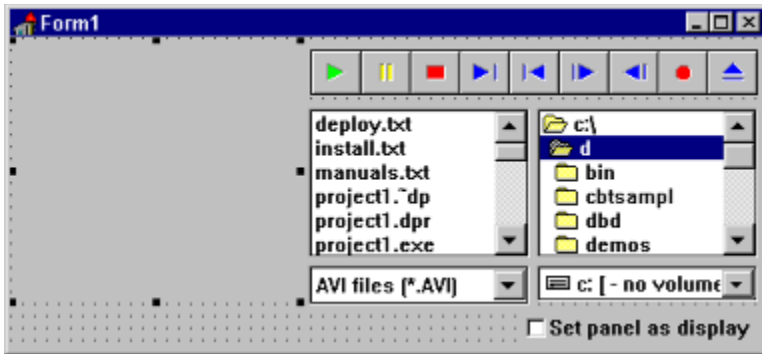 Form1
deploy.txt
install.txt
manuals.txt
project1.~dp
project1.dpr
project1.exe
c:\
d
bin
cbtsampl
dbd
demos
AVI files (*.AVI)
c: [ - no volume
Set panel as display